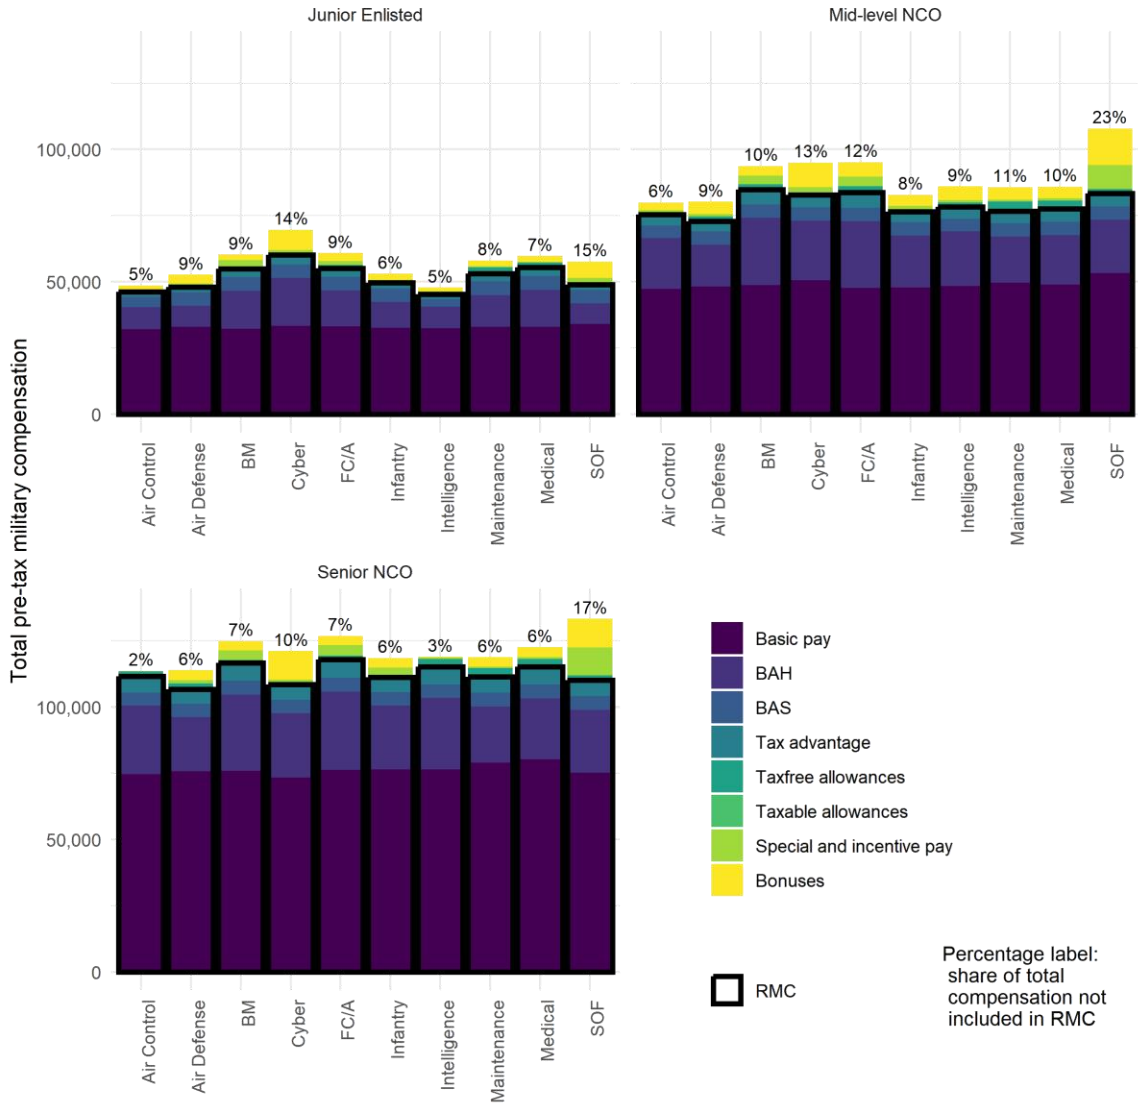 Junior Enlisted
Mid-level NCO
Total pre-tax military compensation
100,000
50,000
0
5%
9%
9%
14%
9%
6%
5%
8%
7%
15%
6%
9%
10%
13%
12%
8%
9%
11%
10%
23%
Air Control
Air Defense
BM
Cyber
FC/A
Infantry
Intelligence
Maintenance
Medical
SOF
Air Control
Air Defense
BM
Cyber
FC/A
Infantry
Intelligence
Maintenance
Medical
SOF
Senior NCO
100,000
50,000
0
2%
6%
7%
10%
7%
6%
3%
6%
6%
17%
Air Control
Air Defense
BM
Cyber
FC/A
Infantry
Intelligence
Maintenance
Medical
SOF
Basic pay
BAH
BAS
Tax advantage
Taxfree allowances
Taxable allowances
Special and incentive pay
Bonuses
RMC
Percentage label:
share of total
compensation not
included in RMC